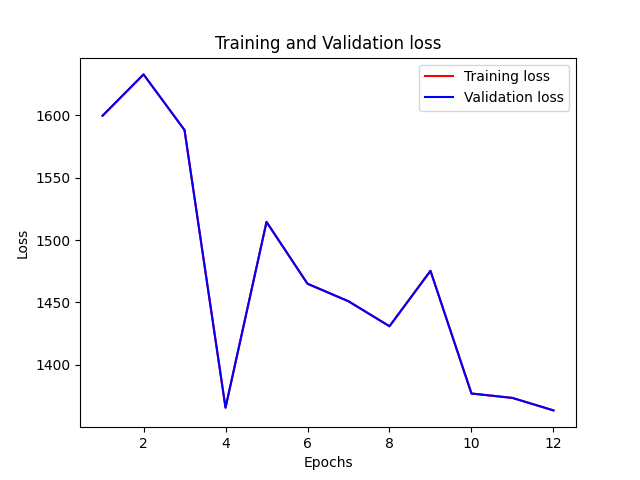 Training and Validation loss
Training loss
Validation loss
1600
1550
1500
1450
1400
Loss
2 4 6 8 10 12
Epochs